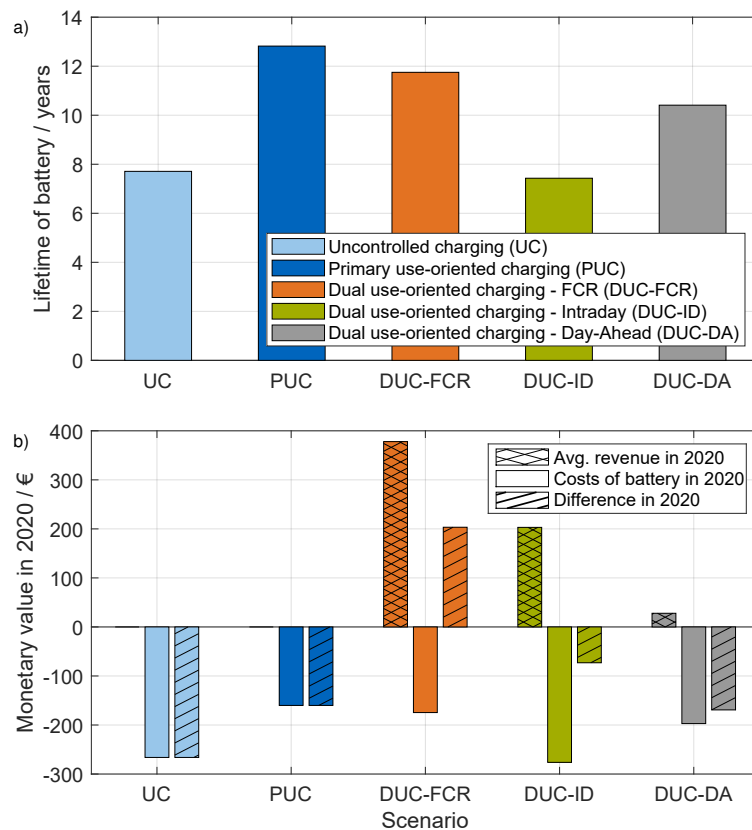 a)
Lifetime of battery / years
14
12
10
8
6
4
2
0
Uncontrolled charging (UC)
Primary use-oriented charging (PUC)
Dual use-oriented charging - FCR (DUC-FCR)
Dual use-oriented charging - Intraday (DUC-ID)
Dual use-oriented charging - Day-Ahead (DUC-DA)
UC PUC DUC-FCR DUC-ID DUC-DA
b)
Monetary value in 2020 / €
400
300
200
100
0
-100
-200
-300
Avg. revenue in 2020
Costs of battery in 2020
Difference in 2020
UC PUC DUC-FCR DUC-ID DUC-DA
Scenario